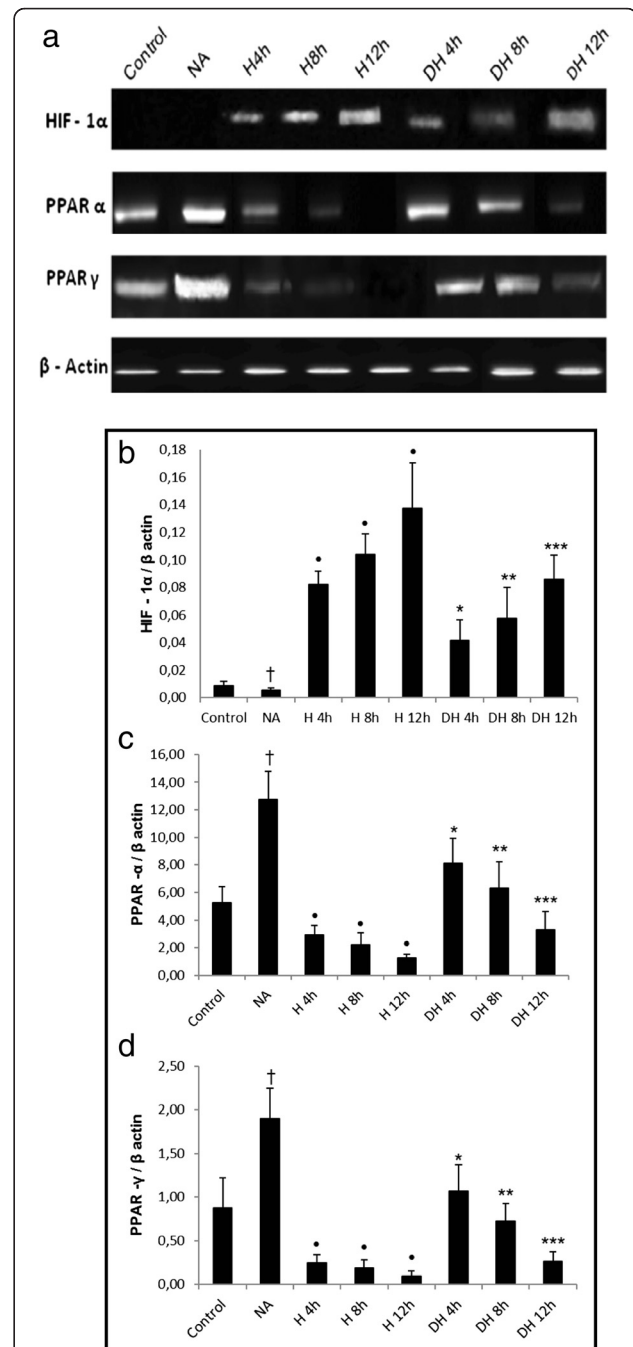 a
Control NA H4h H8h H12h DH 4h DH 8h DH 12h
HIF - 1α
PPAR α
PPAR γ
β - Actin
b
0,18
0,16
0,14
0,12
0,10
0,08
0,06
0,04
0,02
0,00
HIF - 1α / β actin
† • • • * ** ***
Control NA H 4h H 8h H 12h DH 4h DH 8h DH 12h
c
16,00
14,00
12,00
10,00
8,00
6,00
4,00
2,00
0,00
PPAR -α / β actin
† • • • * ** ***
Control NA H 4h H 8h H 12h DH 4h DH 8h DH 12h
d
2,50
2,00
1,50
1,00
0,50
0,00
PPAR -γ / β actin
† • • • * ** ***
Control NA H 4h H 8h H 12h DH 4h DH 8h DH 12h